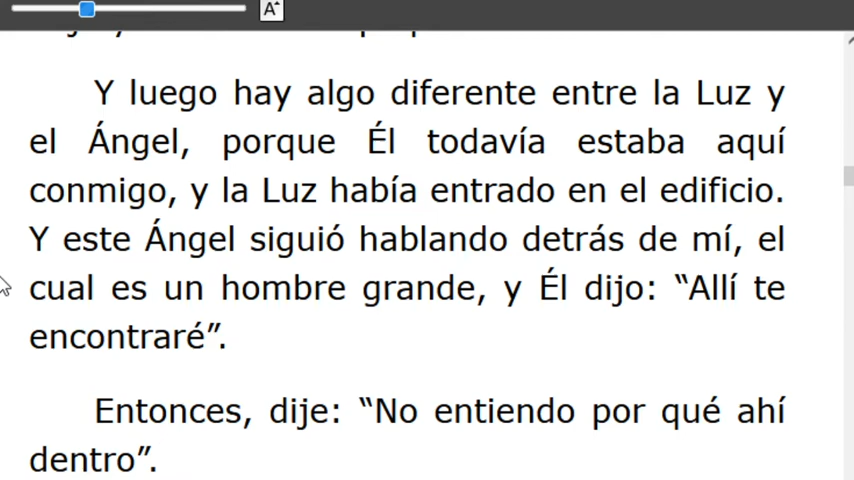 Y luego hay algo diferente entre la Luz y
el Ángel, porque Él todavía estaba aquí
conmigo, y la Luz había entrado en el edificio.
Y este Ángel siguió hablando detrás de mí, el
cual es un hombre grande, y Él dijo: “Allí te
encontraré”.
Entonces, dije: “No entiendo por qué ahí
dentro”.